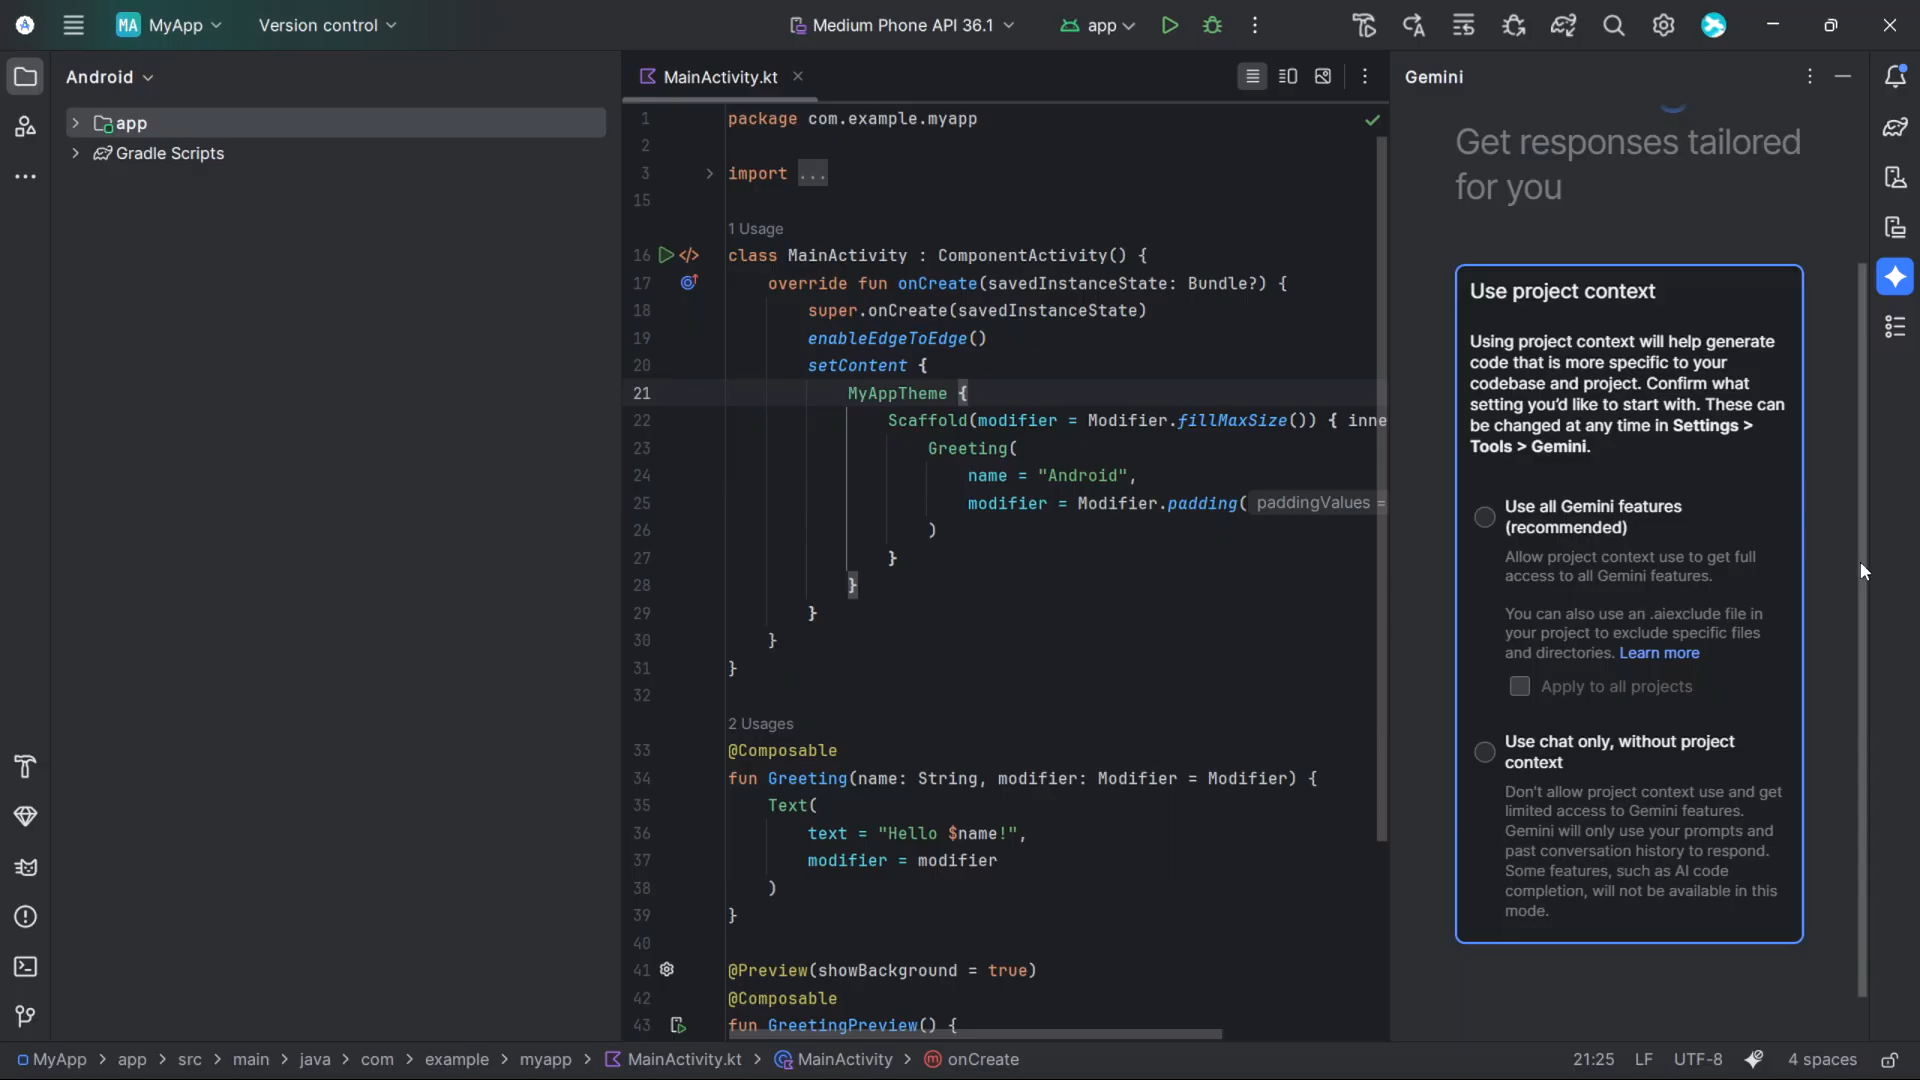 MA MyApp
Version control
Medium Phone API 36.1
app
Android
app
Gradle Scripts
MainActivity.kt
1 package com.example.myapp
2
3 import ...
15
1 Usage
16 class MainActivity : ComponentActivity() {
17 override fun onCreate(savedInstanceState: Bundle?) {
18 super.onCreate(savedInstanceState)
19 enableEdgeToEdge()
20 setContent {
21 MyAppTheme {
22 Scaffold(modifier = Modifier.fillMaxSize()) { inne
23 Greeting(
24 name = "Android",
25 modifier = Modifier.padding( paddingValues =
26 )
27 }
28 }
29 }
30 }
31 }
32
2 Usages
33 @Composable
34 fun Greeting(name: String, modifier: Modifier = Modifier) {
35 Text(
36 text = "Hello $name!",
37 modifier = modifier
38 )
39 }
40
41 @Preview(showBackground = true)
42 @Composable
43 fun GreetingPreview() {
Gemini
Get responses tailored
for you
Use project context
Using project context will help generate
code that is more specific to your
codebase and project. Confirm what
setting you'd like to start with. These can
be changed at any time in Settings >
Tools > Gemini.
Use all Gemini features
(recommended)
Allow project context use to get full
access to all Gemini features.
You can also use an .aiexclude file in
your project to exclude specific files
and directories. Learn more
Apply to all projects
Use chat only, without project
context
Don't allow project context use and get
limited access to Gemini features.
Gemini will only use your prompts and
past conversation history to respond.
Some features, such as AI code
completion, will not be available in this
mode.
MyApp > app > src > main > java > com > example > myapp > MainActivity.kt > MainActivity > onCreate
21:25 LF UTF-8 4 spaces